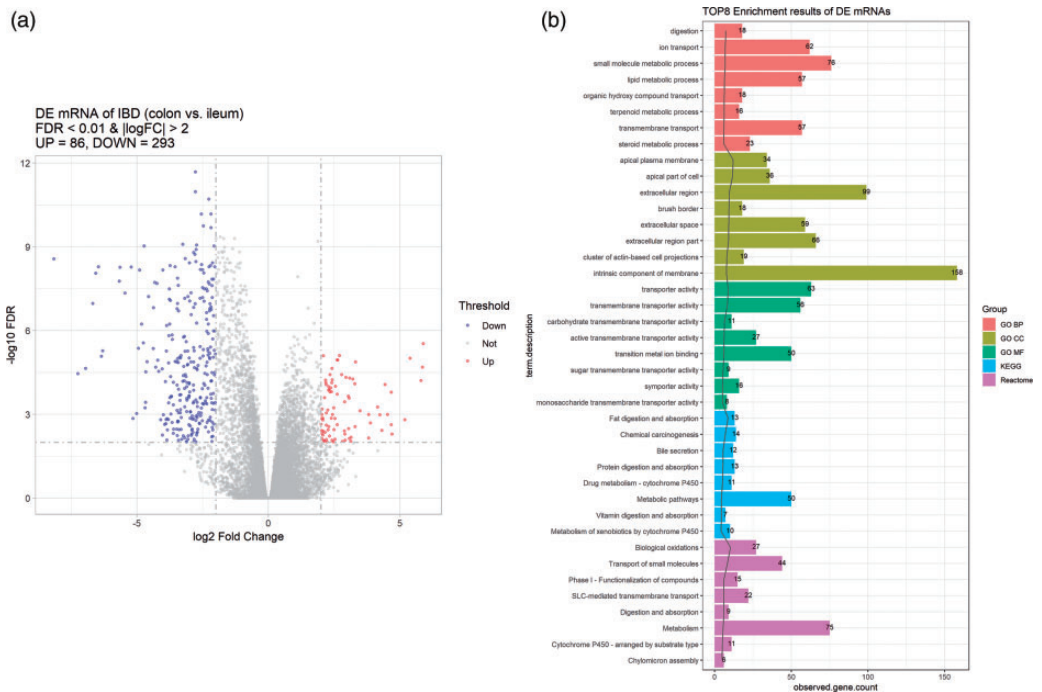 (a)
DE mRNA of IBD (colon vs. ileum)
FDR < 0.01 & |logFC| > 2
UP = 86, DOWN = 293
12
9
6
3
0
-log10 FDR
-5
0
5
log2 Fold Change
Threshold
Down
Not
Up
(b)
TOP8 Enrichment results of DE mRNAs
term.description
digestion 18
ion transport 62
small molecule metabolic process 76
lipid metabolic process 57
organic hydroxy compound transport 18
terpenoid metabolic process 16
transmembrane transport 57
steroid metabolic process 23
apical plasma membrane 34
apical part of cell 36
extracellular region 99
brush border 18
extracellular space 59
extracellular region part 66
cluster of actin-based cell projections 19
intrinsic component of membrane 158
transporter activity 63
transmembrane transporter activity 56
carbohydrate transmembrane transporter activity 11
active transmembrane transporter activity 27
transition metal ion binding 50
sugar transmembrane transporter activity 9
symporter activity 16
monosaccharide transmembrane transporter activity 8
Fat digestion and absorption 13
Chemical carcinogenesis 14
Bile secretion 12
Protein digestion and absorption 13
Drug metabolism - cytochrome P450 11
Metabolic pathways 50
Vitamin digestion and absorption 7
Metabolism of xenobiotics by cytochrome P450 10
Biological oxidations 27
Transport of small molecules 44
Phase I - Functionalization of compounds 15
SLC-mediated transmembrane transport 22
Digestion and absorption 9
Metabolism 75
Cytochrome P450 - arranged by substrate type 11
Chylomicron assembly 6
0
50
100
150
observed.gene.count
Group
GO BP
GO CC
GO MF
KEGG
Reactome